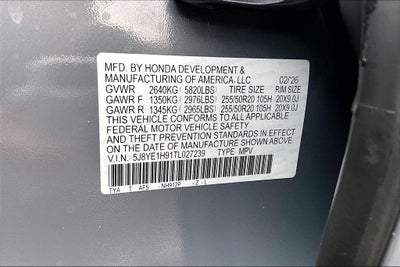 MFD. BY HONDA DEVELOPMENT &
MANUFACTURING OF AMERICA, LLC 02/'26
GVWR 2640KG (5820LBS) TIRE SIZE RIM SIZE
GAWR F 1350KG (2976LBS) 255/50R20 105H 20X9.0J
GAWR R 1345KG (2965LBS) 255/50R20 105H 20X9.0J
THIS VEHICLE CONFORMS TO ALL APPLICABLE
FEDERAL MOTOR VEHICLE SAFETY AND
THEFT PREVENTION STANDARDS IN EFFECT ON
THE DATE OF MANUFACTURE SHOWN ABOVE.
V.I.N.: 5J8YE1H91TL027239 TYPE MPV
TYA T AF5 NH912P -Z -L